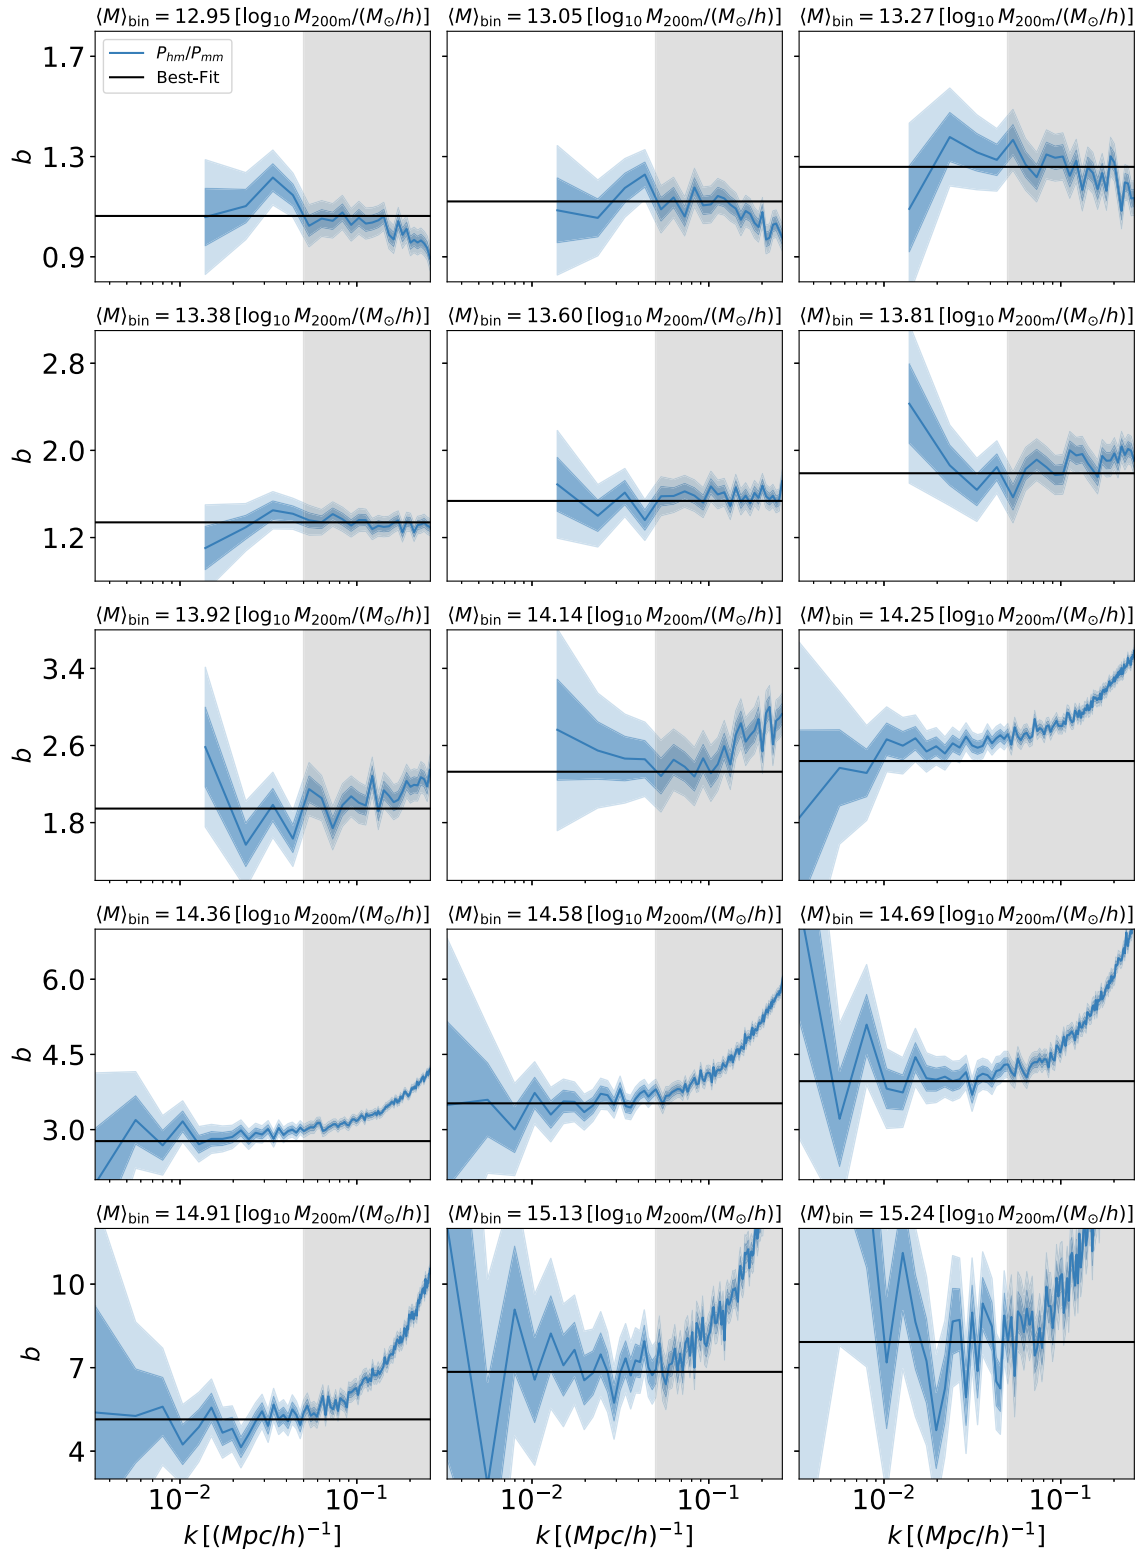 ⟨M⟩bin = 12.95 [log10 M200m/(M⊙/h)]
⟨M⟩bin = 13.05 [log10 M200m/(M⊙/h)]
⟨M⟩bin = 13.27 [log10 M200m/(M⊙/h)]
Phm/Pmm
Best-Fit
1.7
1.3
0.9
b
⟨M⟩bin = 13.38 [log10 M200m/(M⊙/h)]
⟨M⟩bin = 13.60 [log10 M200m/(M⊙/h)]
⟨M⟩bin = 13.81 [log10 M200m/(M⊙/h)]
2.8
2.0
1.2
b
⟨M⟩bin = 13.92 [log10 M200m/(M⊙/h)]
⟨M⟩bin = 14.14 [log10 M200m/(M⊙/h)]
⟨M⟩bin = 14.25 [log10 M200m/(M⊙/h)]
3.4
2.6
1.8
b
⟨M⟩bin = 14.36 [log10 M200m/(M⊙/h)]
⟨M⟩bin = 14.58 [log10 M200m/(M⊙/h)]
⟨M⟩bin = 14.69 [log10 M200m/(M⊙/h)]
6.0
4.5
3.0
b
⟨M⟩bin = 14.91 [log10 M200m/(M⊙/h)]
⟨M⟩bin = 15.13 [log10 M200m/(M⊙/h)]
⟨M⟩bin = 15.24 [log10 M200m/(M⊙/h)]
10
7
4
b
10⁻² 10⁻¹
10⁻² 10⁻¹
10⁻² 10⁻¹
k [(Mpc/h)⁻¹]
k [(Mpc/h)⁻¹]
k [(Mpc/h)⁻¹]